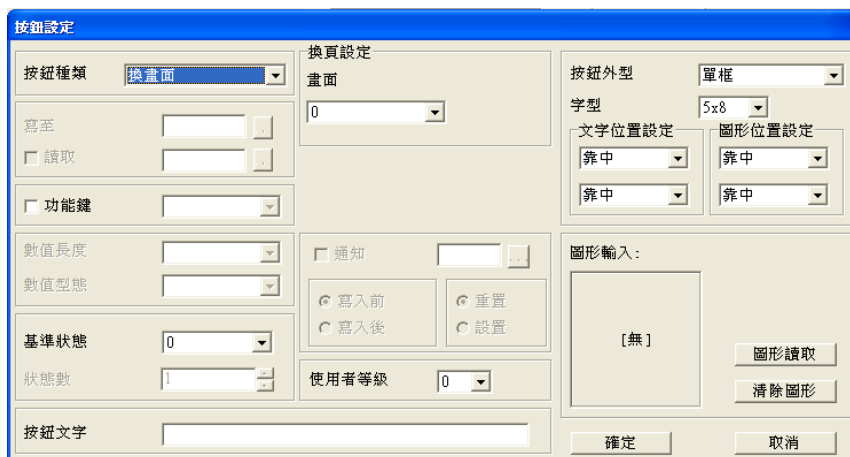 按鈕設定
按鈕種類 換畫面
寫至 .
讀取 .
功能鍵
數值長度
數值型態
基準狀態 0
狀態數 1
按鈕文字
換頁設定
畫面
0
通知 ...
寫入前
寫入後
重置
設置
使用者等級 0
按鈕外型 單框
字型 5x8
文字位置設定
靠中
靠中
圖形位置設定
靠中
靠中
圖形輸入:
[無]
圖形讀取
清除圖形
確定
取消